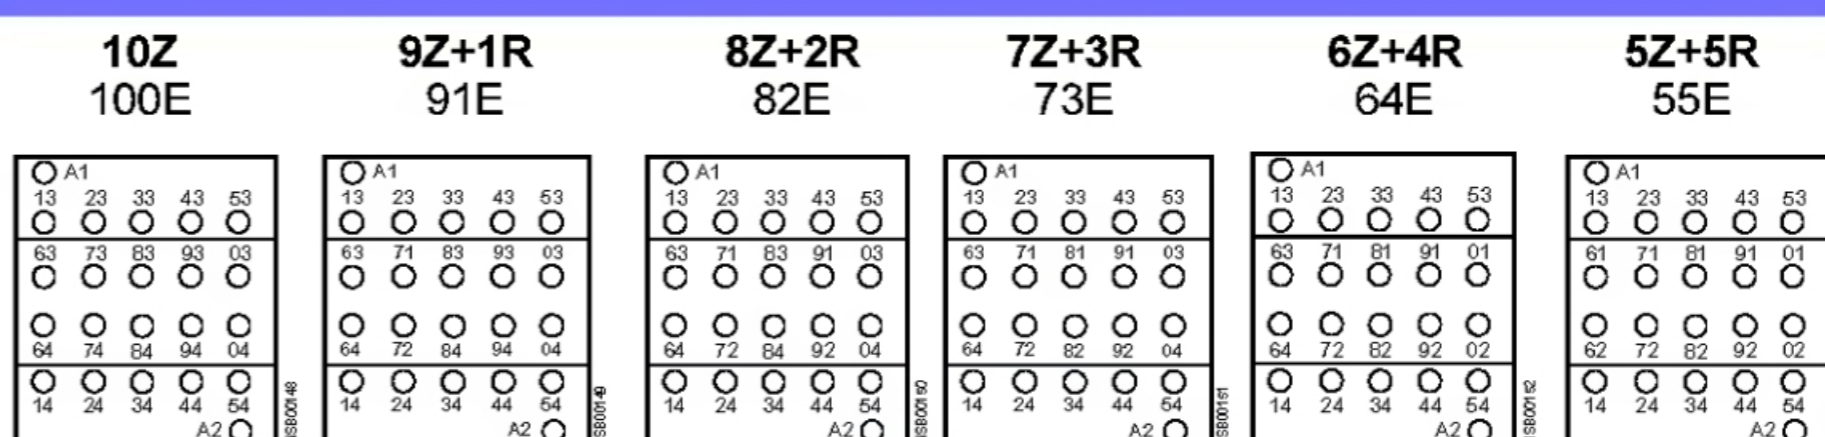 10Z 9Z+1R 8Z+2R 7Z+3R 6Z+4R 5Z+5R
100E 91E 82E 73E 64E 55E
A1 A1 A1 A1 A1 A1
13 23 33 43 53 13 23 33 43 53 13 23 33 43 53 13 23 33 43 53 13 23 33 43 53 13 23 33 43 53
63 73 83 93 03 63 71 83 93 03 63 71 83 91 03 63 71 81 91 03 63 71 81 91 01 61 71 81 91 01
64 74 84 94 04 64 72 84 94 04 64 72 84 92 04 64 72 82 92 04 64 72 82 92 02 62 72 82 92 02
14 24 34 44 54 14 24 34 44 54 14 24 34 44 54 14 24 34 44 54 14 24 34 44 54 14 24 34 44 54
A2 A2 A2 A2 A2 A2